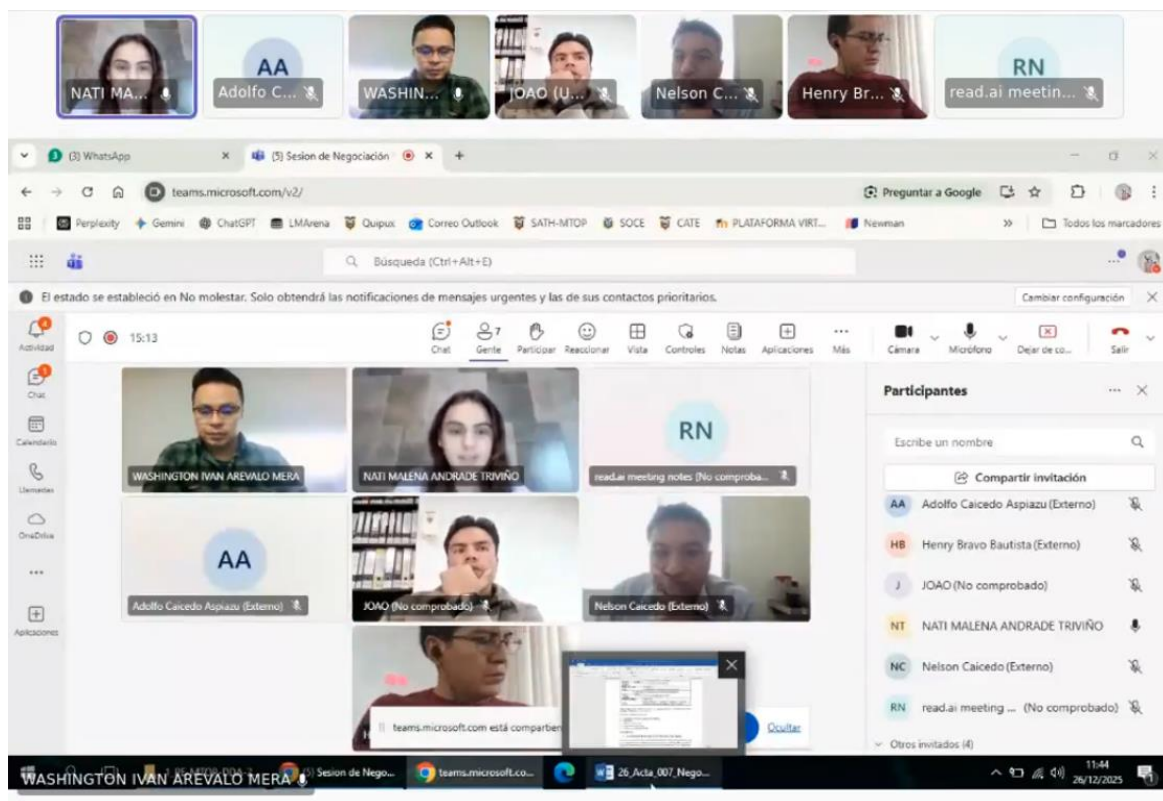 NATI MA...
AA
Adolfo C...
WASHIN...
JOAO (U...
Nelson C...
Henry Br...
RN
read.ai meetin...
(3) WhatsApp
(5) Sesion de Negociación
teams.microsoft.com/v2/
Preguntar a Google
Perplexity
Gemini
ChatGPT
LMArena
Quipux
Correo Outlook
SATH-MTOP
SOCE
CATE
PLATAFORMA VIRT...
Newman
Todos los marcadores
Búsqueda (Ctrl+Alt+E)
El estado se estableció en No molestar. Solo obtendrá las notificaciones de mensajes urgentes y las de sus contactos prioritarios.
Cambiar configuración
Actividad
Chat
Calendario
Llamadas
OneDrive
Aplicaciones
15:13
Chat
7
Gente
Participar
Reaccionar
Vista
Controles
Notas
Aplicaciones
Más
Cámara
Micrófono
Dejar de co...
Salir
WASHINGTON IVAN AREVALO MERA
NATI MALENA ANDRADE TRIVIÑO
RN
read.ai meeting notes (No comproba...
AA
Adolfo Caicedo Aspiazu (Externo)
JOAO (No comprobado)
Nelson Caicedo (Externo)
teams.microsoft.com está compartien
Ocultar
Participantes
Escribe un nombre
Compartir invitación
AA Adolfo Caicedo Aspiazu (Externo)
HB Henry Bravo Bautista (Externo)
J JOAO (No comprobado)
NT NATI MALENA ANDRADE TRIVIÑO
NC Nelson Caicedo (Externo)
RN read.ai meeting ... (No comprobado)
Otros invitados (4)
WASHINGTON IVAN AREVALO MERA
(5) Sesion de Nego...
teams.microsoft.co...
26_Acta_007_Nego...
11:44
26/12/2025